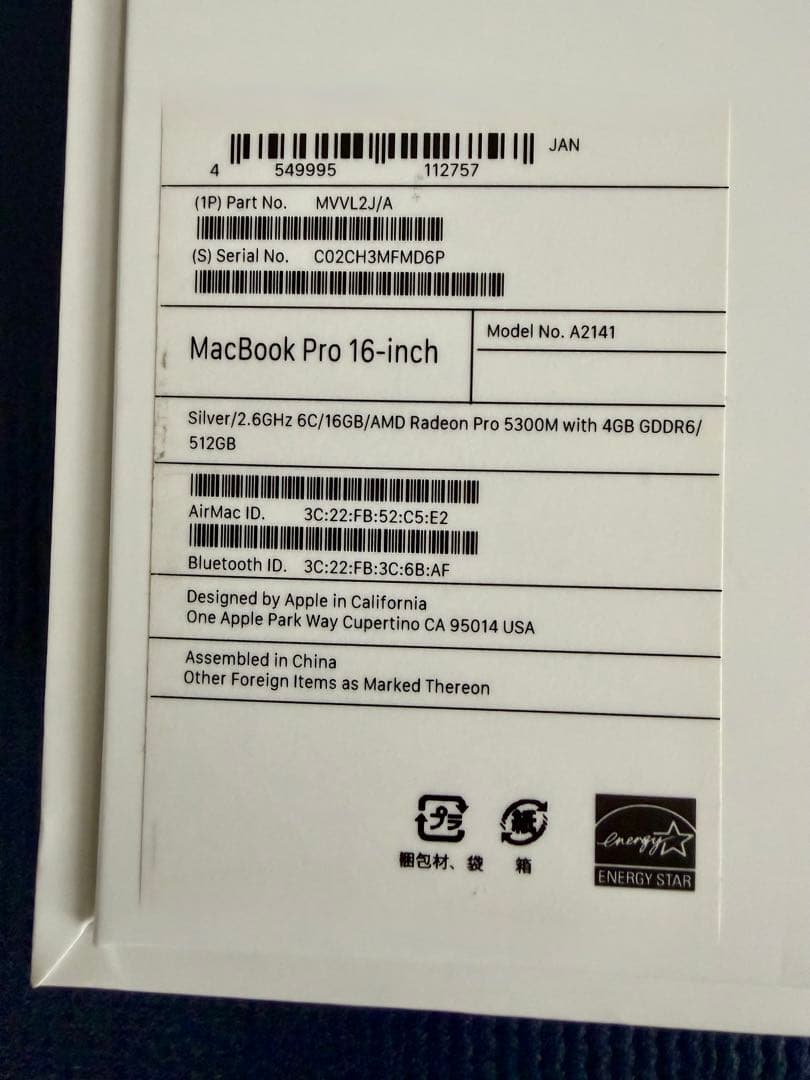 JAN
4 549995 112757
(1P) Part No. MVVL2J/A
(S) Serial No. C02CH3MFMD6P
MacBook Pro 16-inch
Model No. A2141
Silver/2.6GHz 6C/16GB/AMD Radeon Pro 5300M with 4GB GDDR6/
512GB
AirMac ID. 3C:22:FB:52:C5:E2
Bluetooth ID. 3C:22:FB:3C:6B:AF
Designed by Apple in California
One Apple Park Way Cupertino CA 95014 USA
Assembled in China
Other Foreign Items as Marked Thereon
プラ 紙
梱包材、袋 箱
energy
ENERGY STAR